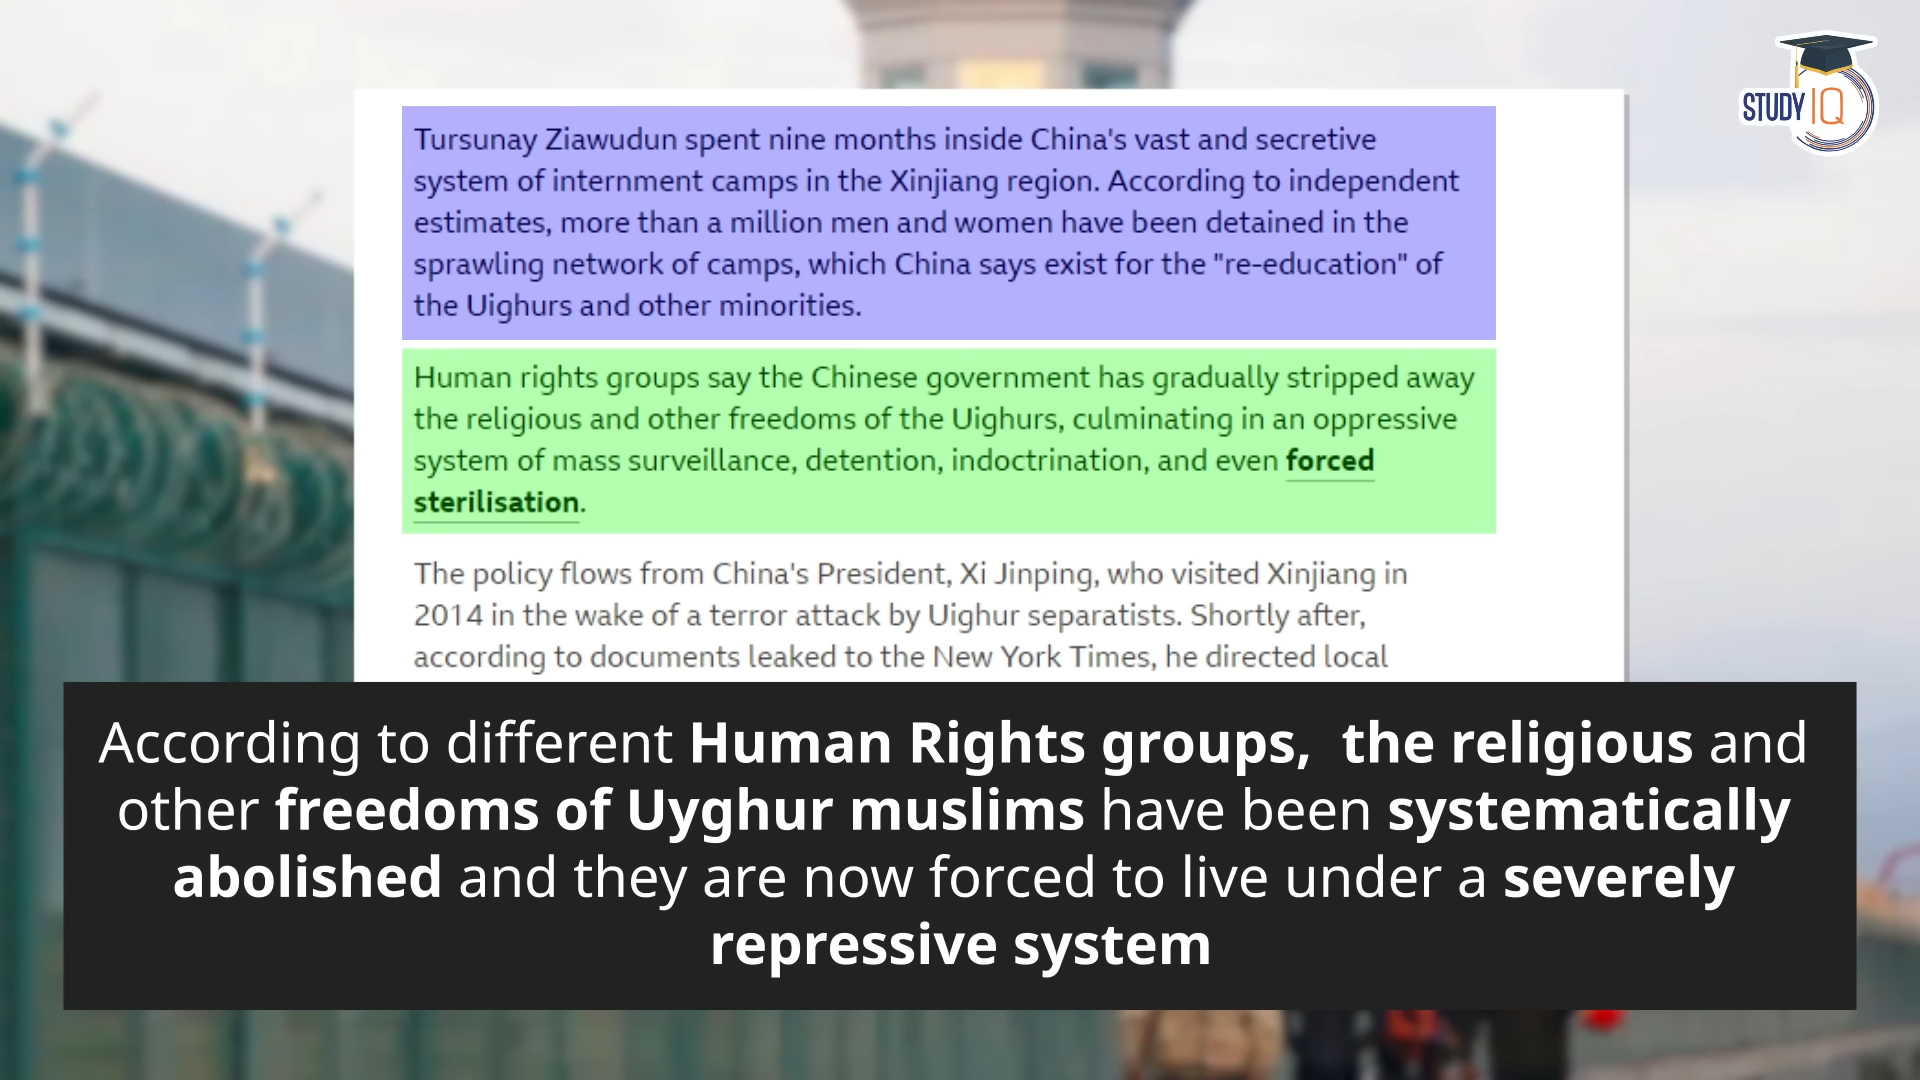 STUDY IQ
Tursunay Ziawudun spent nine months inside China's vast and secretive
system of internment camps in the Xinjiang region. According to independent
estimates, more than a million men and women have been detained in the
sprawling network of camps, which China says exist for the "re-education" of
the Uighurs and other minorities.
Human rights groups say the Chinese government has gradually stripped away
the religious and other freedoms of the Uighurs, culminating in an oppressive
system of mass surveillance, detention, indoctrination, and even forced
sterilisation.
The policy flows from China's President, Xi Jinping, who visited Xinjiang in
2014 in the wake of a terror attack by Uighur separatists. Shortly after,
according to documents leaked to the New York Times, he directed local
According to different Human Rights groups,  the religious and
other freedoms of Uyghur muslims have been systematically
abolished and they are now forced to live under a severely
repressive system